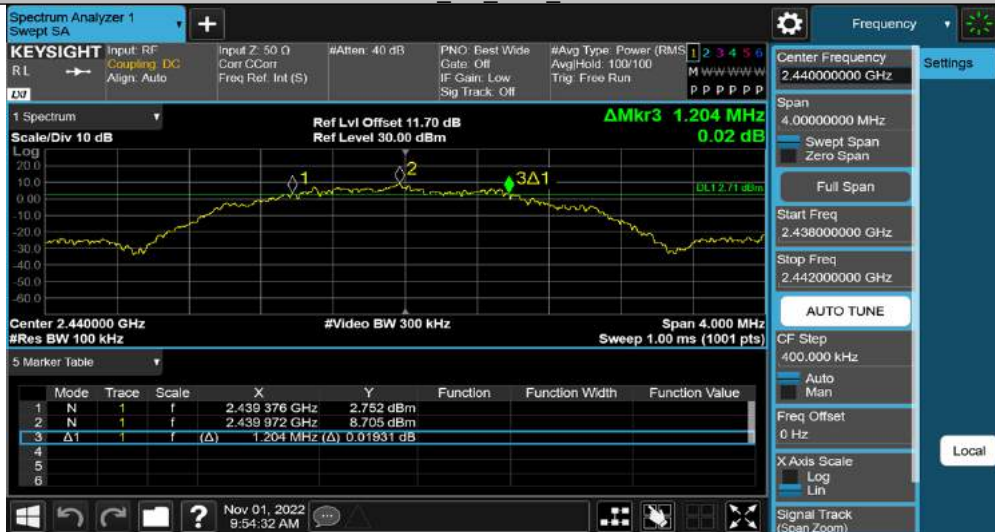 Spectrum Analyzer 1
Swept SA
+
Frequency
KEYSIGHT
Input: RF
Input Z: 50 Ω
#Atten: 40 dB
PNO: Best Wide
#Avg Type: Power (RMS
1 2 3 4 5 6
RL
Coupling: DC
Corr CCorr
Gate: Off
Avg|Hold: 100/100
M W W W W W
Align: Auto
Freq Ref: Int (S)
IF Gain: Low
Trig: Free Run
Sig Track: Off
P P P P P P
LXI
1 Spectrum
Ref Lvl Offset 11.70 dB
ΔMkr3 1.204 MHz
Scale/Div 10 dB
Ref Level 30.00 dBm
0.02 dB
Log
20.0
10.0
0.00
-10.0
-20.0
-30.0
-40.0
-50.0
-60.0
1
2
3Δ1
DL1 2.71 dBm
Center 2.440000 GHz
#Video BW 300 kHz
Span 4.000 MHz
#Res BW 100 kHz
Sweep 1.00 ms (1001 pts)
5 Marker Table
Mode Trace Scale X Y Function Function Width Function Value
1 N 1 f 2.439 376 GHz 2.752 dBm
2 N 1 f 2.439 972 GHz 8.705 dBm
3 Δ1 1 f (Δ) 1.204 MHz (Δ) 0.01931 dB
4
5
6
Nov 01, 2022
9:54:32 AM
?
Center Frequency
2.440000000 GHz
Settings
Span
4.00000000 MHz
Swept Span
Zero Span
Full Span
Start Freq
2.438000000 GHz
Stop Freq
2.442000000 GHz
AUTO TUNE
CF Step
400.000 kHz
Auto
Man
Freq Offset
0 Hz
X Axis Scale
Log
Lin
Local
Signal Track
(Span Zoom)